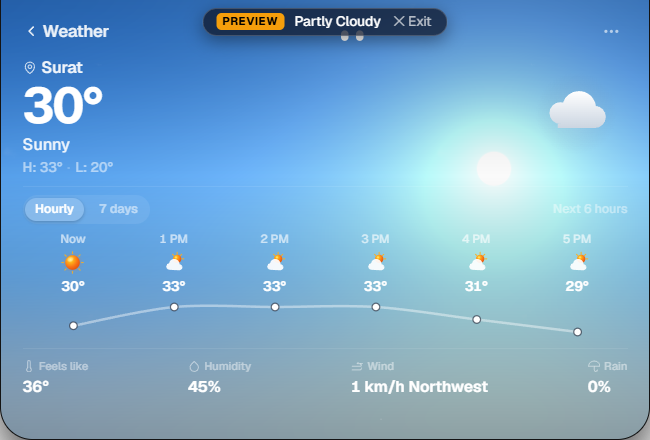 PREVIEW Partly Cloudy Exit
Weather
Surat
30°
Sunny
H: 33° · L: 20°
Hourly 7 days Next 6 hours
Now 1 PM 2 PM 3 PM 4 PM 5 PM
30° 33° 33° 33° 31° 29°
Feels like Humidity Wind Rain
36° 45% 1 km/h Northwest 0%